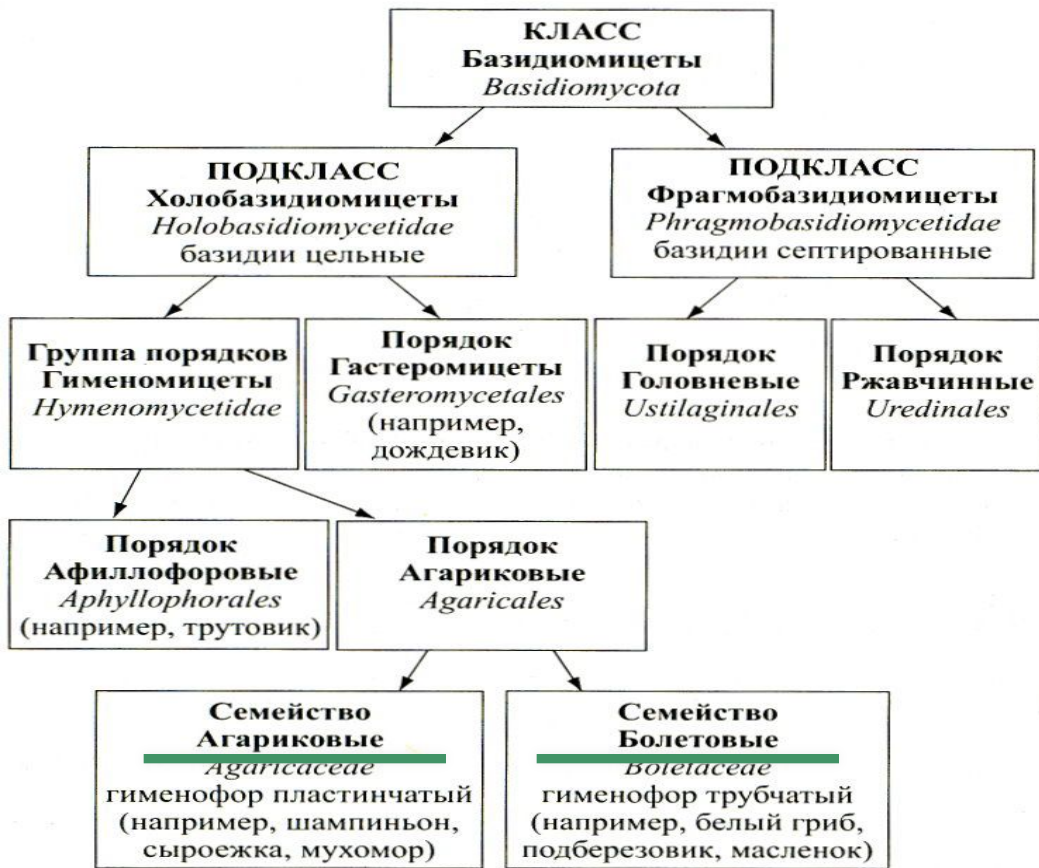 КЛАСС
Базидиомицеты
Basidiomycota
ПОДКЛАСС
Холобазидиомицеты
Holobasidiomycetidae
базидии цельные
ПОДКЛАСС
Фрагмобазидиомицеты
Phragmobasidiomycetidae
базидии септированные
Группа порядков
Гименомицеты
Hymenomycetidae
Порядок
Гастеромицеты
Gasteromycetales
(например,
дождевик)
Порядок
Головневые
Ustilaginales
Порядок
Ржавчинные
Uredinales
Порядок
Афиллофоровые
Aphyllophorales
(например, трутовик)
Порядок
Агариковые
Agaricales
Семейство
Агариковые
Agaricaceae
гименофор пластинчатый
(например, шампиньон,
сыроежка, мухомор)
Семейство
Болетовые
Boletaceae
гименофор трубчатый
(например, белый гриб,
подберезовик, масленок)